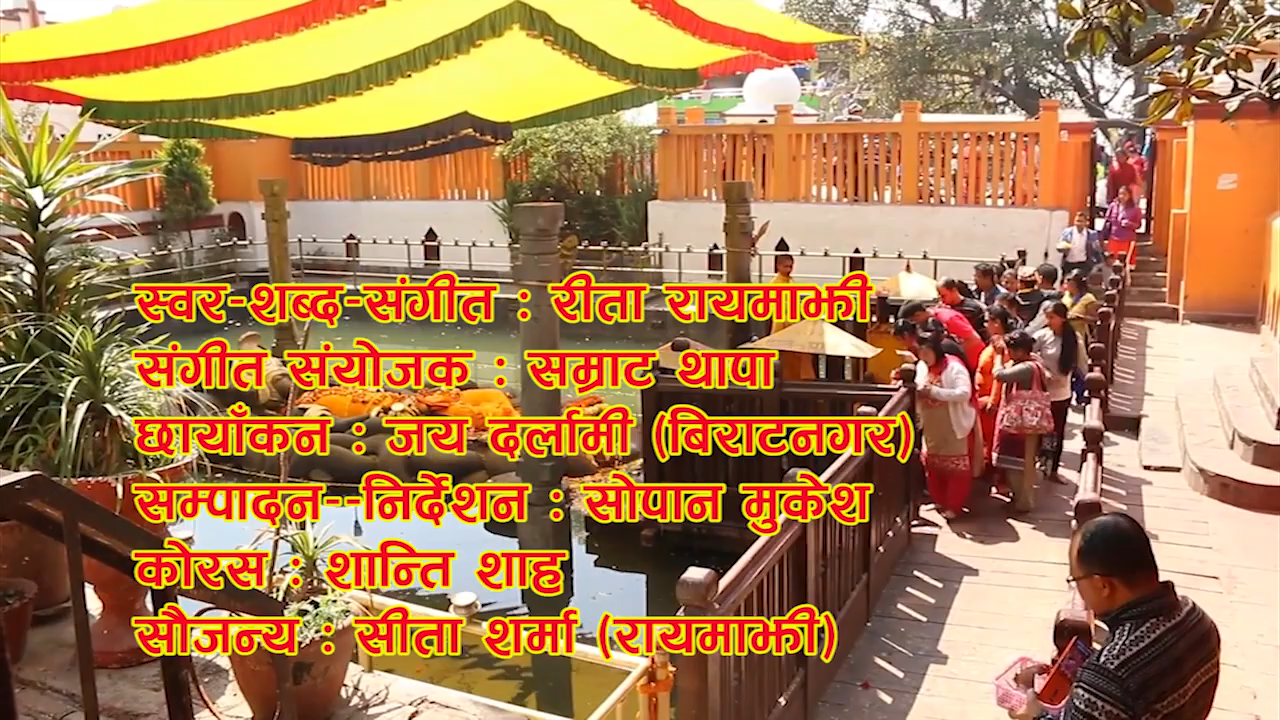 स्वर-शब्द-संगीत : रीता रायमाझी
संगीत संयोजक : सम्राट थापा
छायाँकन : जय दर्लामी (बिराटनगर)
सम्पादन--निर्देशन : सोपान मुकेश
कोरस : शान्ति शाह
सौजन्य : सीता शर्मा (रायमाझी)